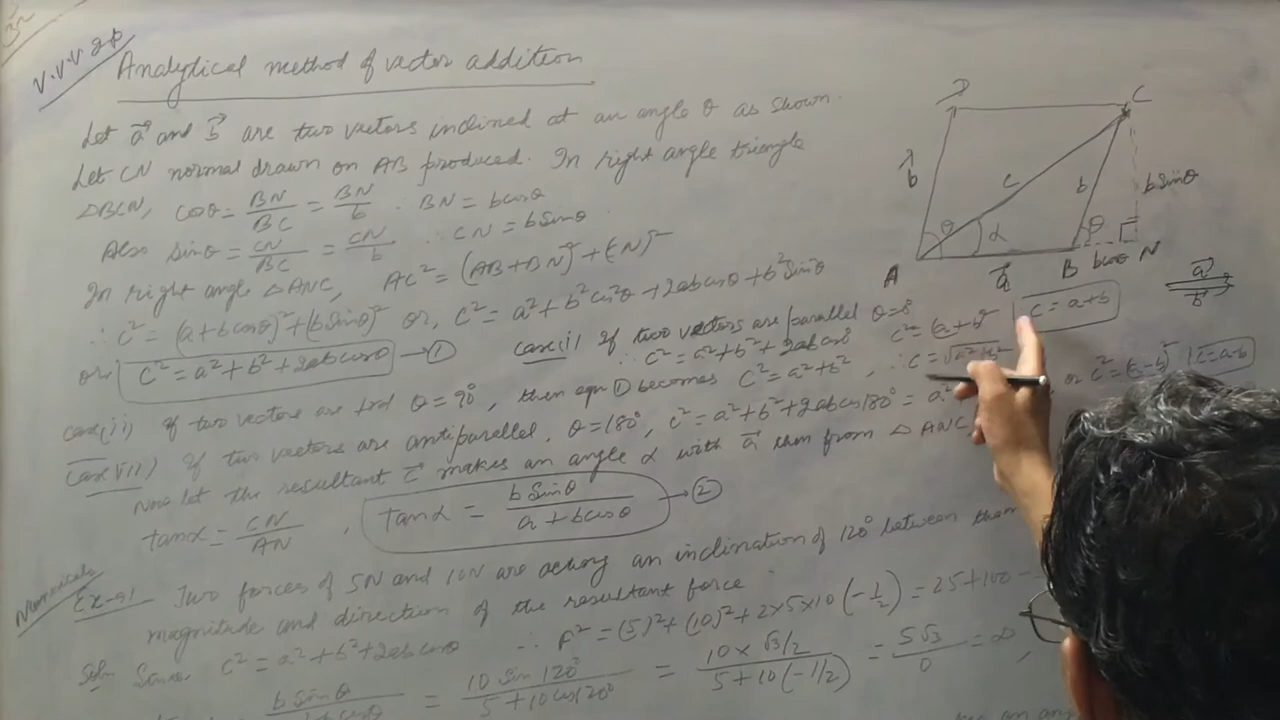 V.V.V Imp
Analytical method of vector addition
Let a⃗ and b⃗ are two vectors inclined at an angle θ as shown.
Let CN normal drawn on AB produced. In right angle triangle
ΔBCN, cosθ = BN/BC = BN/b . BN = bcosθ
Also sinθ = CN/BC = CN/b ∴ CN = bSinθ
In right angle ΔANC, AC² = (AB+BN)² + (CN)²
∴ c² = (a+bcosθ)² + (bSinθ)² or, c² = a² + b²cos²θ + 2abcosθ + b²Sin²θ
or c² = a² + b² + 2abcosθ → ① case(i) If two vectors are parallel θ=0°
∴ c² = a² + b² + 2ab cos0° c² = (a+b)² | c = a+b
case(ii) If two vectors are θ = 90°, then eqn ① becomes c² = a² + b², ∴ c = √a²+b²
Case VII) If two vectors are antiparallel, θ = 180°, c² = a² + b² + 2abcos180° = a² or c² = (a-b)² | c = a-b
Now let the resultant c⃗ makes an angle α with a⃗ then from Δ ANC
tanα = CN/AN , tanα = bSinθ/a+bcosθ → ②
Numericals
Ex→1 Two forces of 5N and 10N are acting an inclination of 120° between them
magnitude and direction of the resultant force
Soln Since c² = a² + b² + 2abcosθ ∴ R² = (5)² + (10)² + 2×5×10(-1/2) = 25+100-
bSinθ = 10 Sin120°/5+10cos120° = 10×√3/2/5+10(-1/2) = 5√3/0 = ∞,
D C
b⃗ c b bSinθ
θ α θ
A a⃗ B bcosθ N
a⃗
b⃗